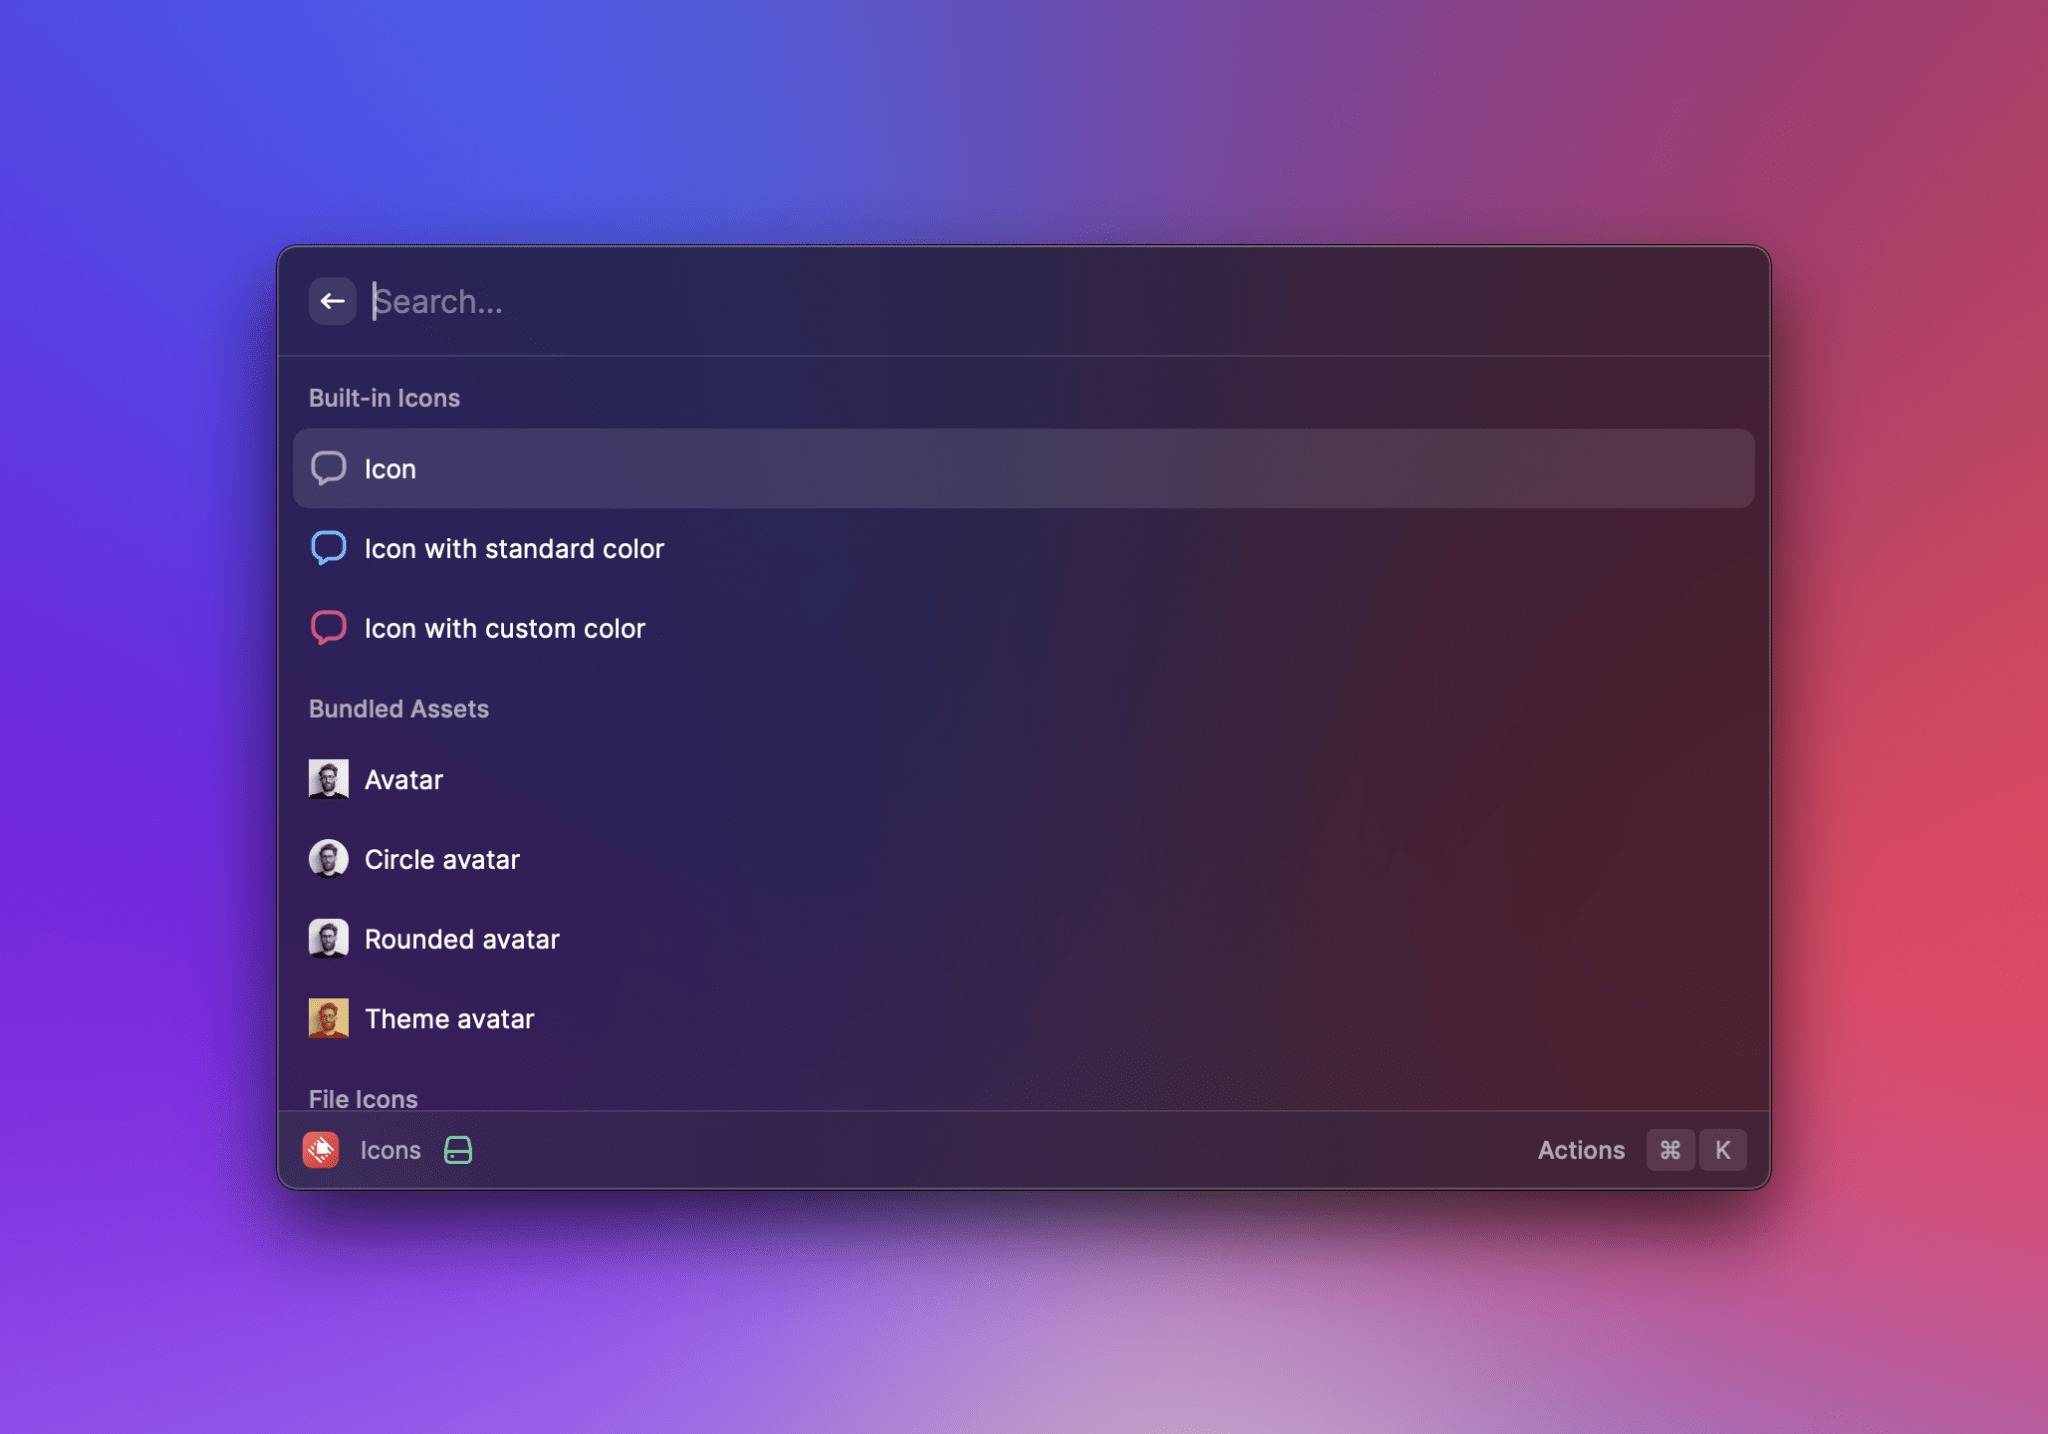 Search...
Built-in Icons
Icon
Icon with standard color
Icon with custom color
Bundled Assets
Avatar
Circle avatar
Rounded avatar
Theme avatar
File Icons
Icons
Actions ⌘ K